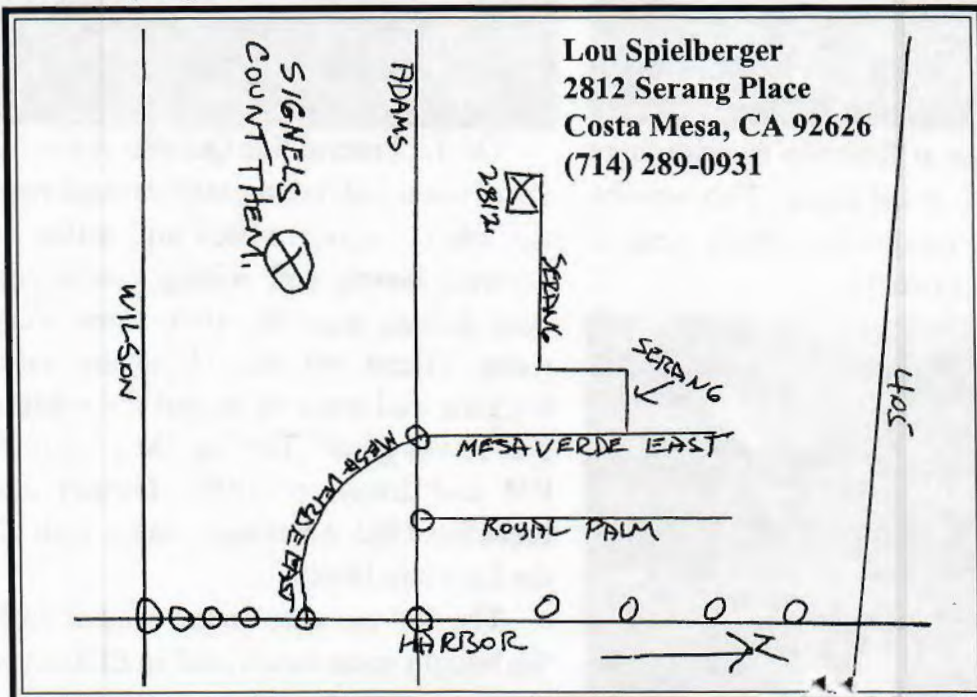 Lou Spielberger
2812 Serang Place
Costa Mesa, CA 92626
(714) 289-0931
SIGNELS
COUNT THEM!
ADAMS
2812
SERANG
SERANG
WILSON
405
MESA VERDE EAST
MESA VERDE EAST
ROYAL PALM
HARBOR
N